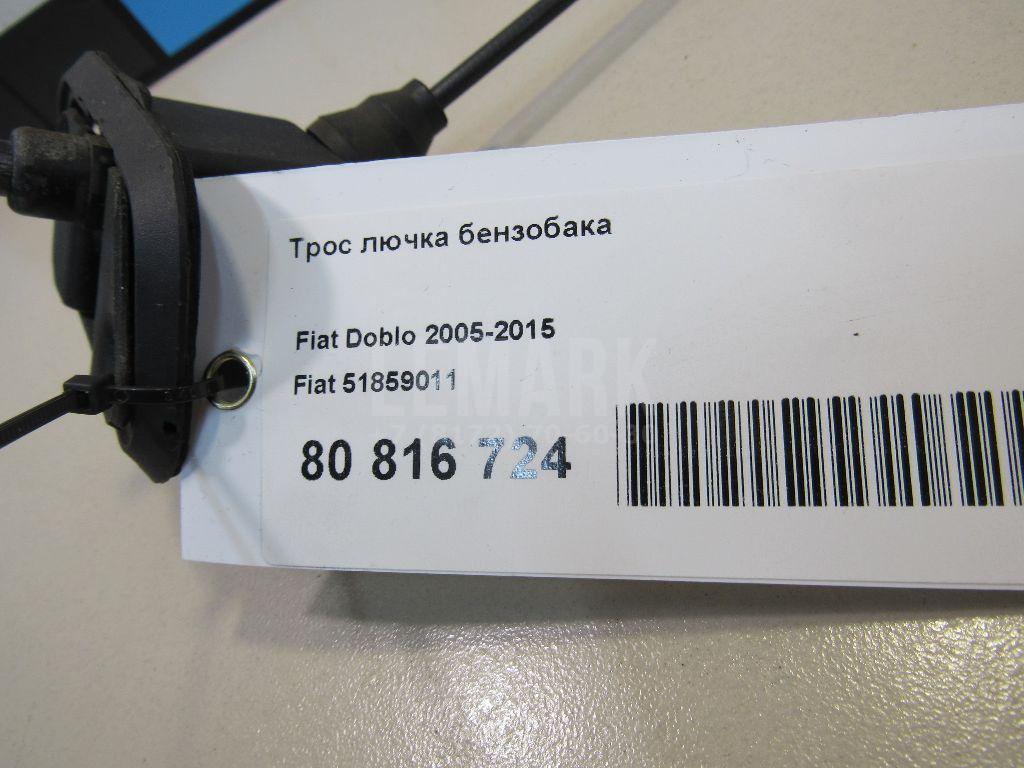 Трос лючка бензобака
Fiat Doblo 2005-2015
Fiat 51859011
80 816 724